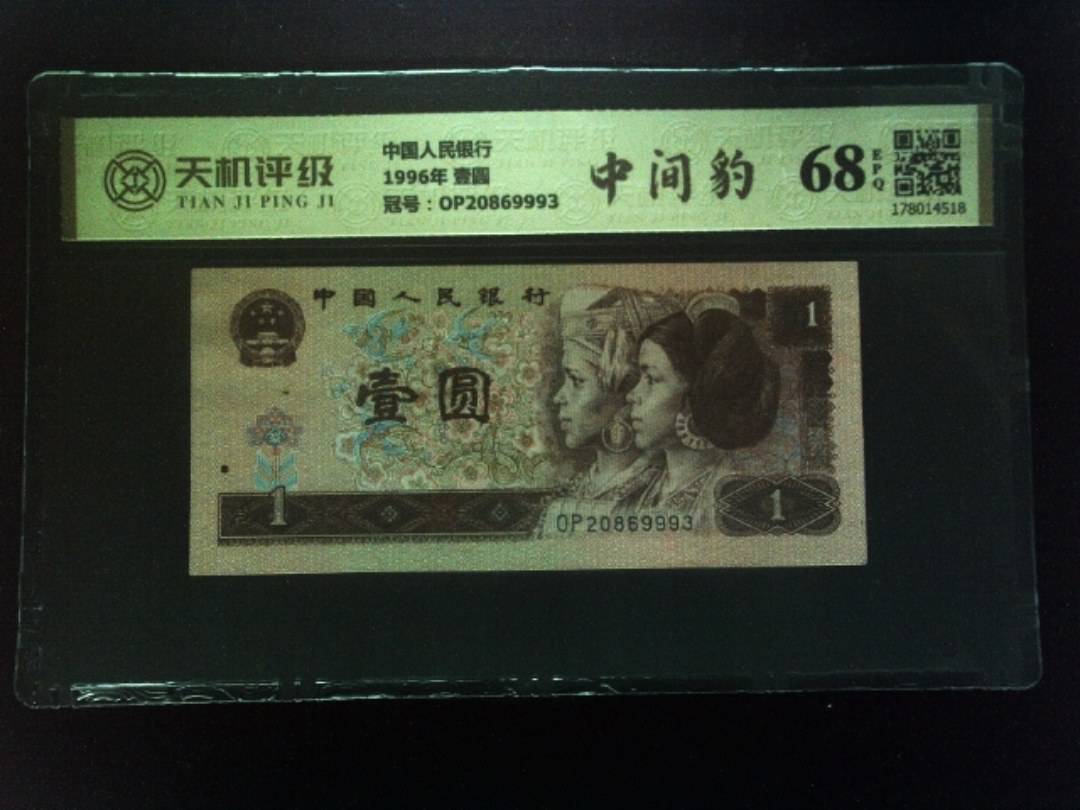 天机评级
TIAN JI PING JI
中国人民银行
1996年 壹圆
冠号：OP20869993
中间豹
68
EPQ
178014518
中国人民银行
1
壹圆
1
OP20869993
1